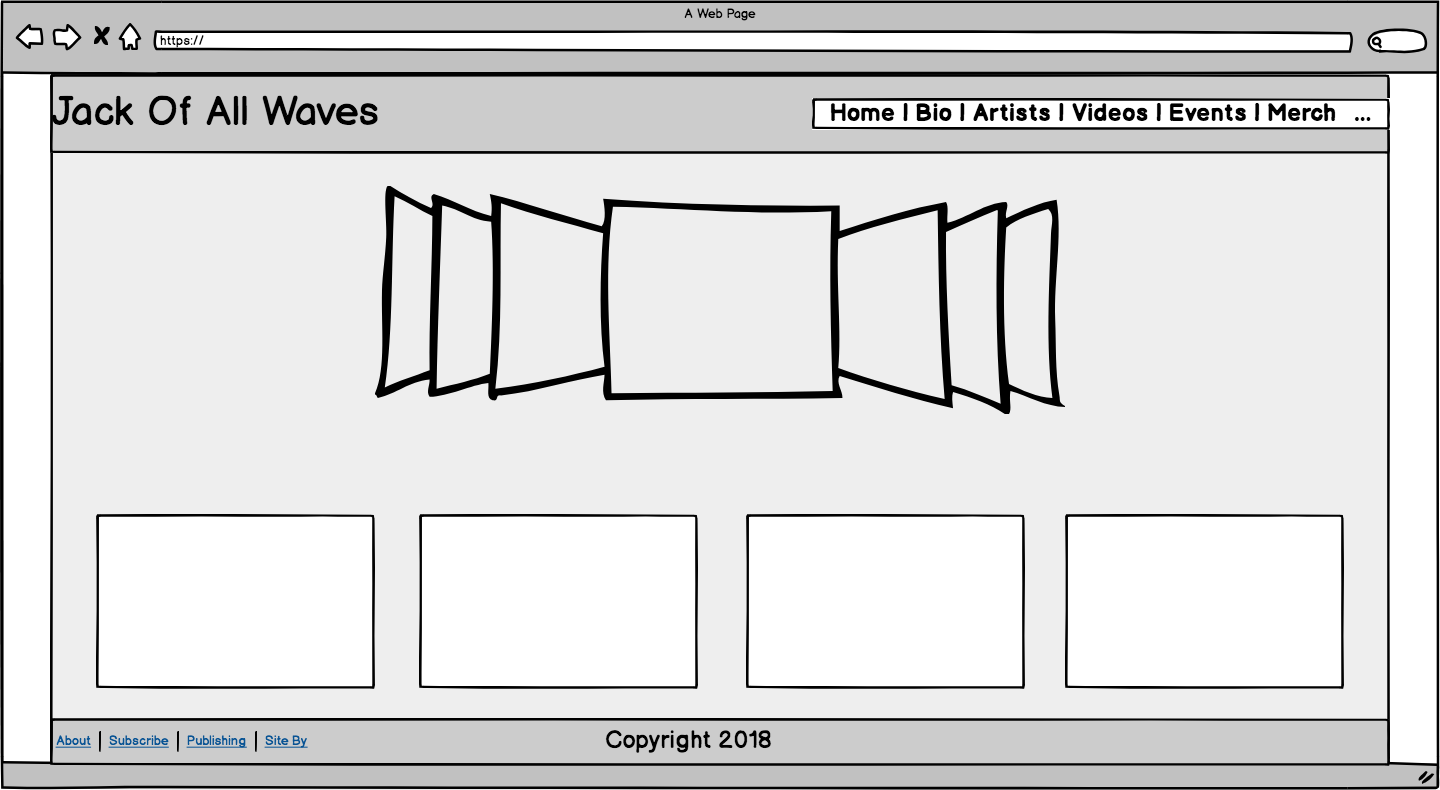 A Web Page
https://
Jack Of All Waves
Home | Bio | Artists | Videos | Events | Merch ...
About | Subscribe | Publishing | Site By
Copyright 2018